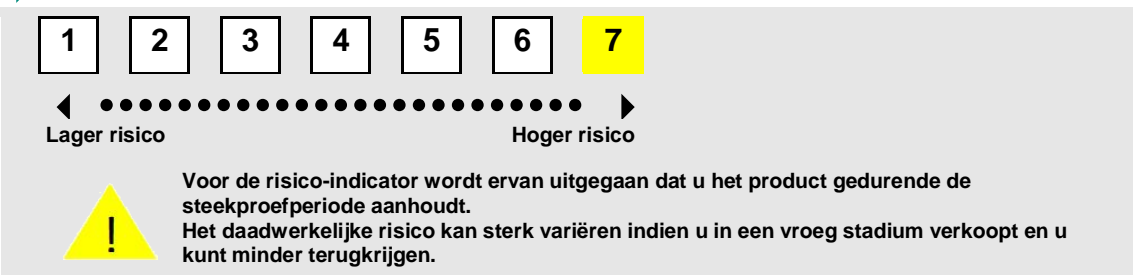 1 2 3 4 5 6 7
Lager risico Hoger risico
!
Voor de risico-indicator wordt ervan uitgegaan dat u het product gedurende de
steekproefperiode aanhoudt.
Het daadwerkelijke risico kan sterk variëren indien u in een vroeg stadium verkoopt en u
kunt minder terugkrijgen.